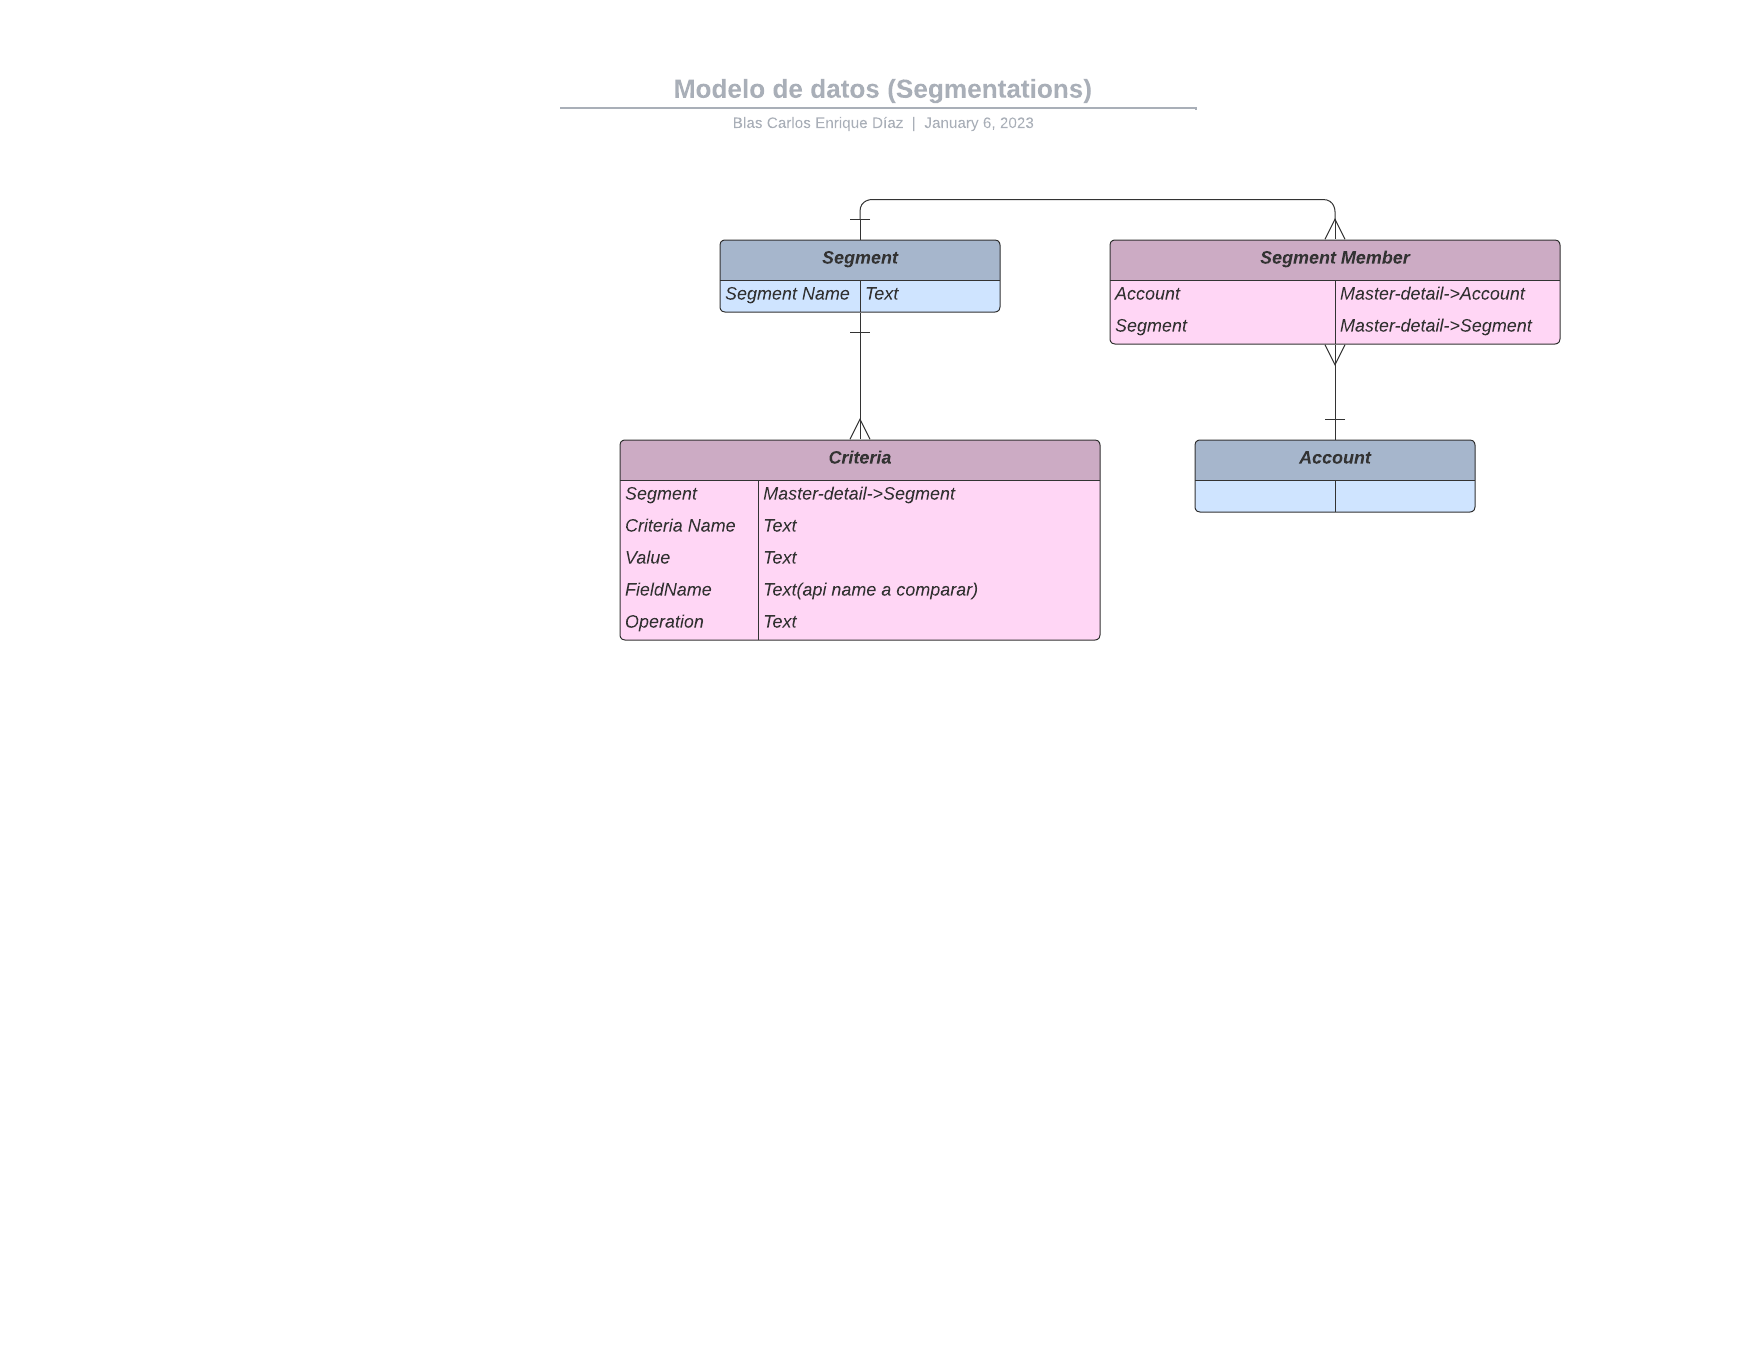 Modelo de datos (Segmentations)
Blas Carlos Enrique Díaz | January 6, 2023
Segment
Segment Name Text
Segment Member
Account Master-detail->Account
Segment Master-detail->Segment
Criteria
Segment Master-detail->Segment
Criteria Name Text
Value Text
FieldName Text(api name a comparar)
Operation Text
Account